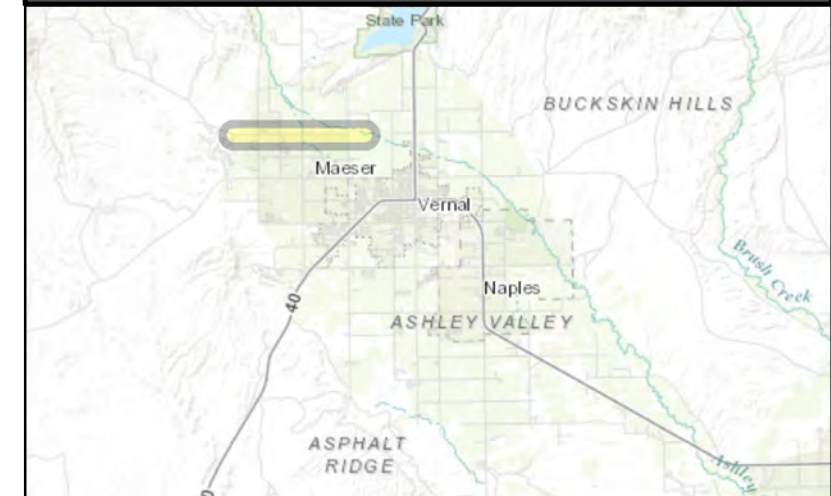 State Park
BUCKSKIN HILLS
Maeser
Vernal
Brush Creek
Naples
40
ASHLEY VALLEY
ASPHALT
RIDGE
Ashley